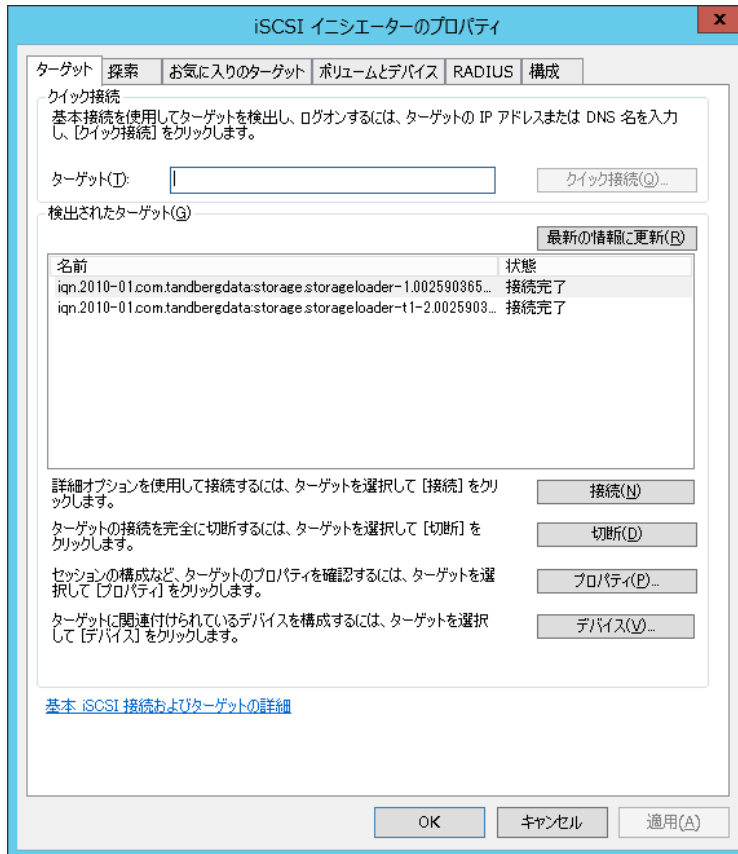 iSCSI イニシエーターのプロパティ
x
ターゲット 探索 お気に入りのターゲット ボリュームとデバイス RADIUS 構成
クイック接続
基本接続を使用してターゲットを検出し、ログオンするには、ターゲットの IP アドレスまたは DNS 名を入力
し、[クイック接続] をクリックします。
ターゲット(T): クイック接続(Q)...
検出されたターゲット(G)
最新の情報に更新(R)
名前 状態
iqn.2010-01.com.tandbergdata:storage.storageloader-1.002590365... 接続完了
iqn.2010-01.com.tandbergdata:storage.storageloader-t1-2.0025903... 接続完了
詳細オプションを使用して接続するには、ターゲットを選択して [接続] をクリ
ックします。
接続(N)
ターゲットの接続を完全に切断するには、ターゲットを選択して [切断] を
クリックします。
切断(D)
セッションの構成など、ターゲットのプロパティを確認するには、ターゲットを選
択して [プロパティ] をクリックします。
プロパティ(P)...
ターゲットに関連付けられているデバイスを構成するには、ターゲットを選択
して [デバイス] をクリックします。
デバイス(V)...
基本 iSCSI 接続およびターゲットの詳細
OK キャンセル 適用(A)